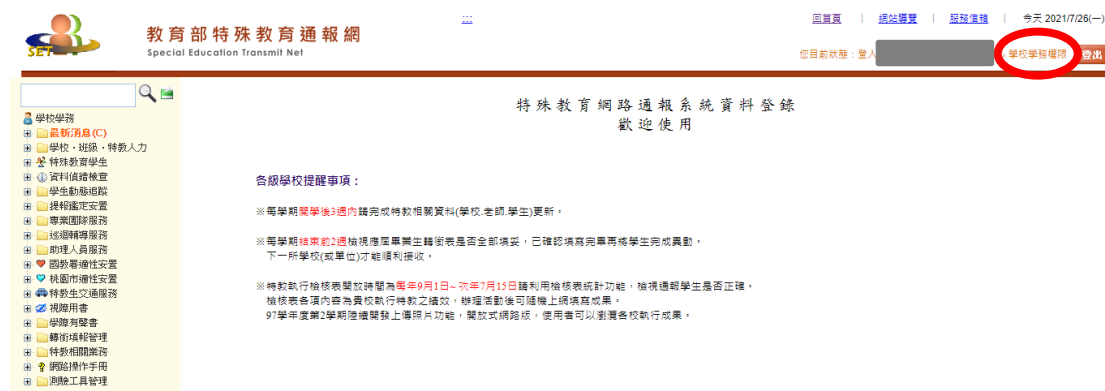 :::
回首頁 | 網站導覽 | 服務信箱 | 今天 2021/7/26(一)
SET
教育部特殊教育通報網
Special Education Transmit Net
您目前狀態：登入 學校學務權限 登出
特殊教育網路通報系統資料登錄
歡迎使用
學校學務
最新消息(C)
學校・班級・特教人力
特殊教育學生
資料偵錯檢查
學生動態追蹤
提報鑑定安置
專業團隊服務
巡迴輔導服務
助理人員服務
國教署適性安置
桃園市適性安置
特教生交通服務
視障用書
學障有聲書
轉銜填報管理
特教相關業務
網路操作手冊
測驗工具管理
各級學校提醒事項：
※每學期開學後3週內請完成特教相關資料(學校.老師.學生)更新。
※每學期結束前2週檢視應屆畢業生轉銜表是否全部填妥，已確認填寫完畢再將學生完成異動。
下一所學校(或單位)才能順利接收。
※特教執行檢核表開放時間為每年9月1日~次年7月15日請利用檢核表統計功能，檢視通報學生是否正確。
檢核表各項內容為貴校執行特教之績效，辦理活動後可隨機上網填寫成果。
97學年度第2學期陸續開發上傳照片功能，開放式網路版，使用者可以瀏覽各校執行成果。